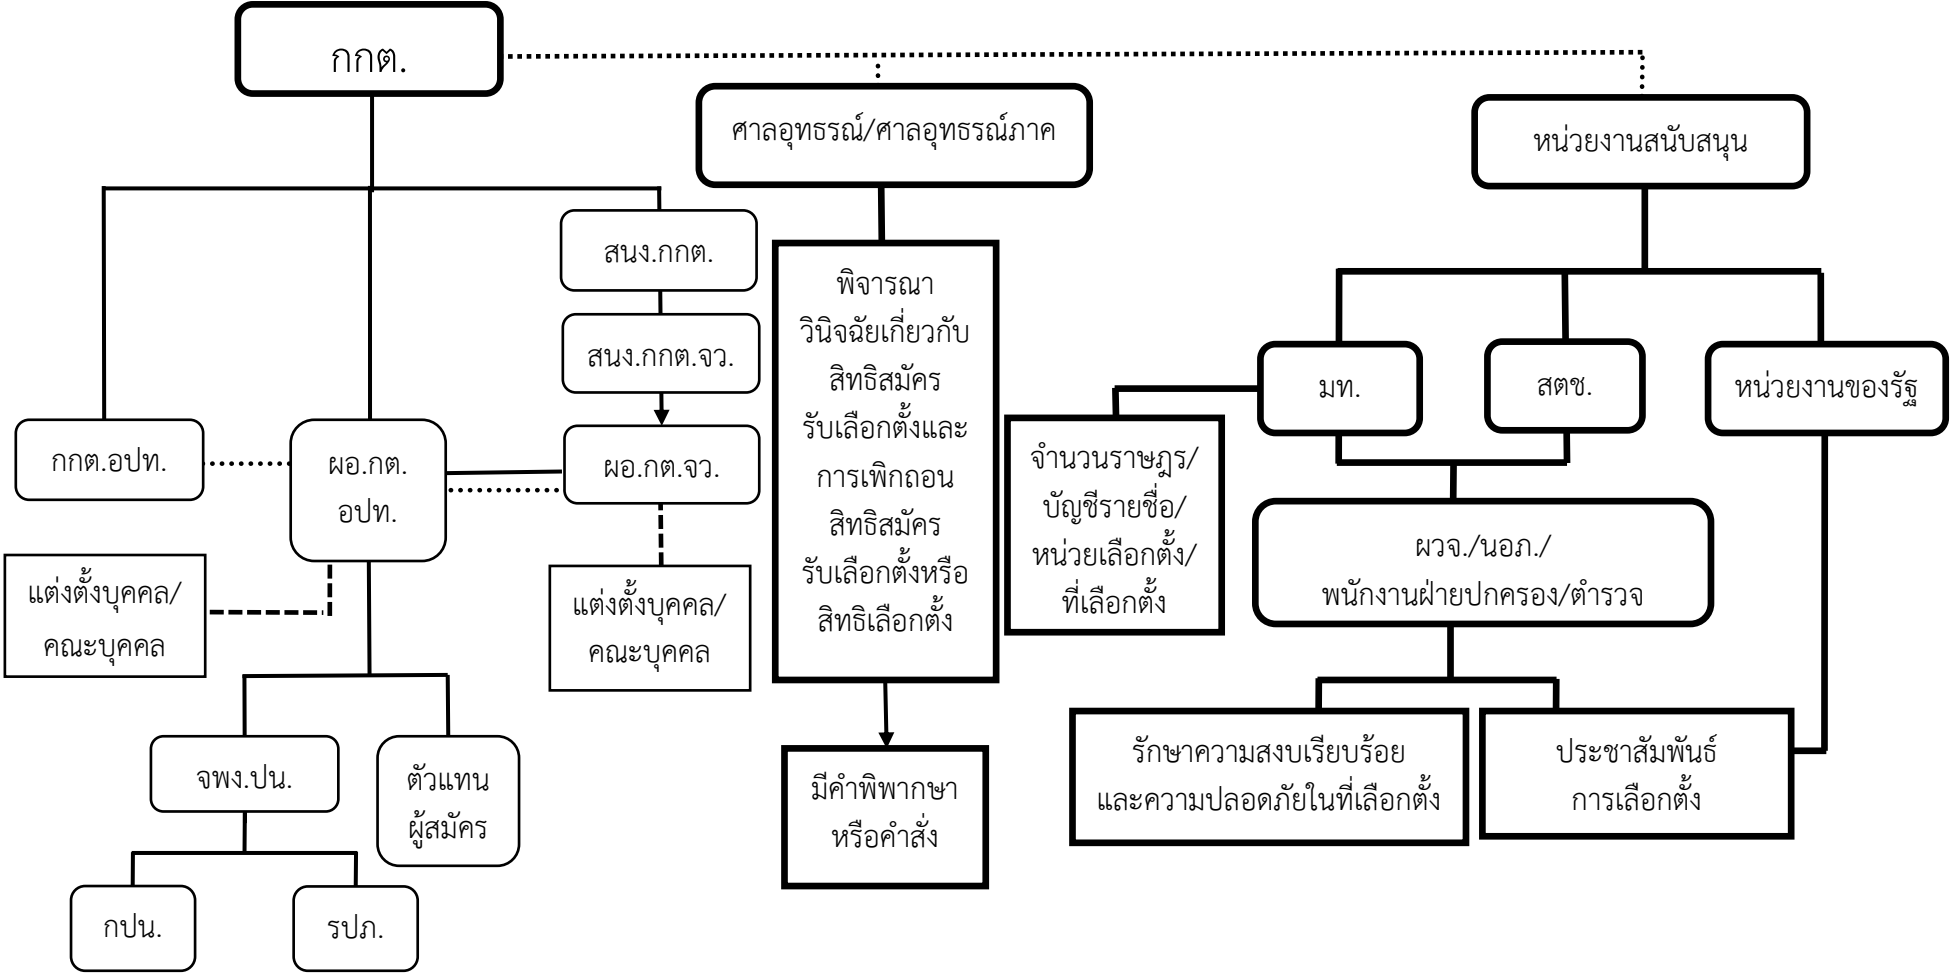 กกต.
ศาลอุทธรณ์/ศาลอุทธรณ์ภาค
หน่วยงานสนับสนุน
สนง.กกต.
สนง.กกต.จว.
กกต.อปท.
ผอ.กต.
อปท.
ผอ.กต.จว.
แต่งตั้งบุคคล/
คณะบุคคล
แต่งตั้งบุคคล/
คณะบุคคล
จพง.ปน.
ตัวแทน
ผู้สมัคร
กปน.
รปภ.
พิจารณา
วินิจฉัยเกี่ยวกับ
สิทธิสมัคร
รับเลือกตั้งและ
การเพิกถอน
สิทธิสมัคร
รับเลือกตั้งหรือ
สิทธิเลือกตั้ง
มีคำพิพากษา
หรือคำสั่ง
มท.
สตช.
หน่วยงานของรัฐ
จำนวนราษฎร/
บัญชีรายชื่อ/
หน่วยเลือกตั้ง/
ที่เลือกตั้ง
ผวจ./นอภ./
พนักงานฝ่ายปกครอง/ตำรวจ
รักษาความสงบเรียบร้อย
และความปลอดภัยในที่เลือกตั้ง
ประชาสัมพันธ์
การเลือกตั้ง